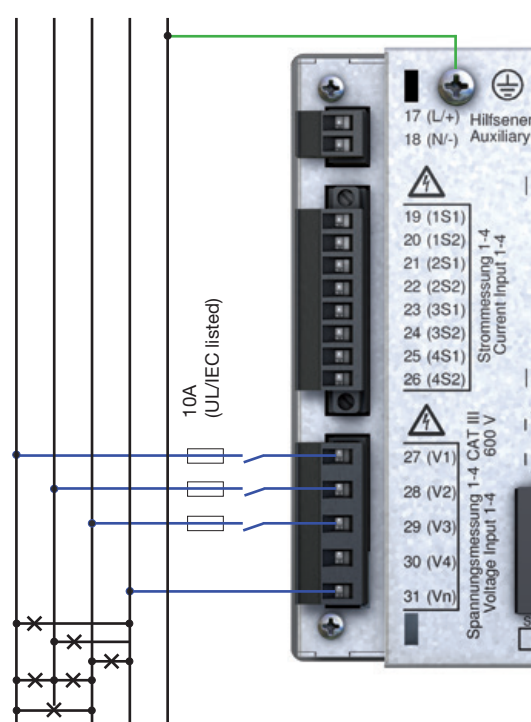 17 (L/+)
18 (N/-)
Hilfsener
Auxiliary
19 (1S1)
20 (1S2)
21 (2S1)
22 (2S2)
23 (3S1)
24 (3S2)
25 (4S1)
26 (4S2)
Strommessung 1-4
Current Input 1-4
10A
(UL/IEC listed)
27 (V1)
28 (V2)
29 (V3)
30 (V4)
31 (Vn)
Spannungsmessung 1-4 CAT III
Voltage Input 1-4 600 V
S